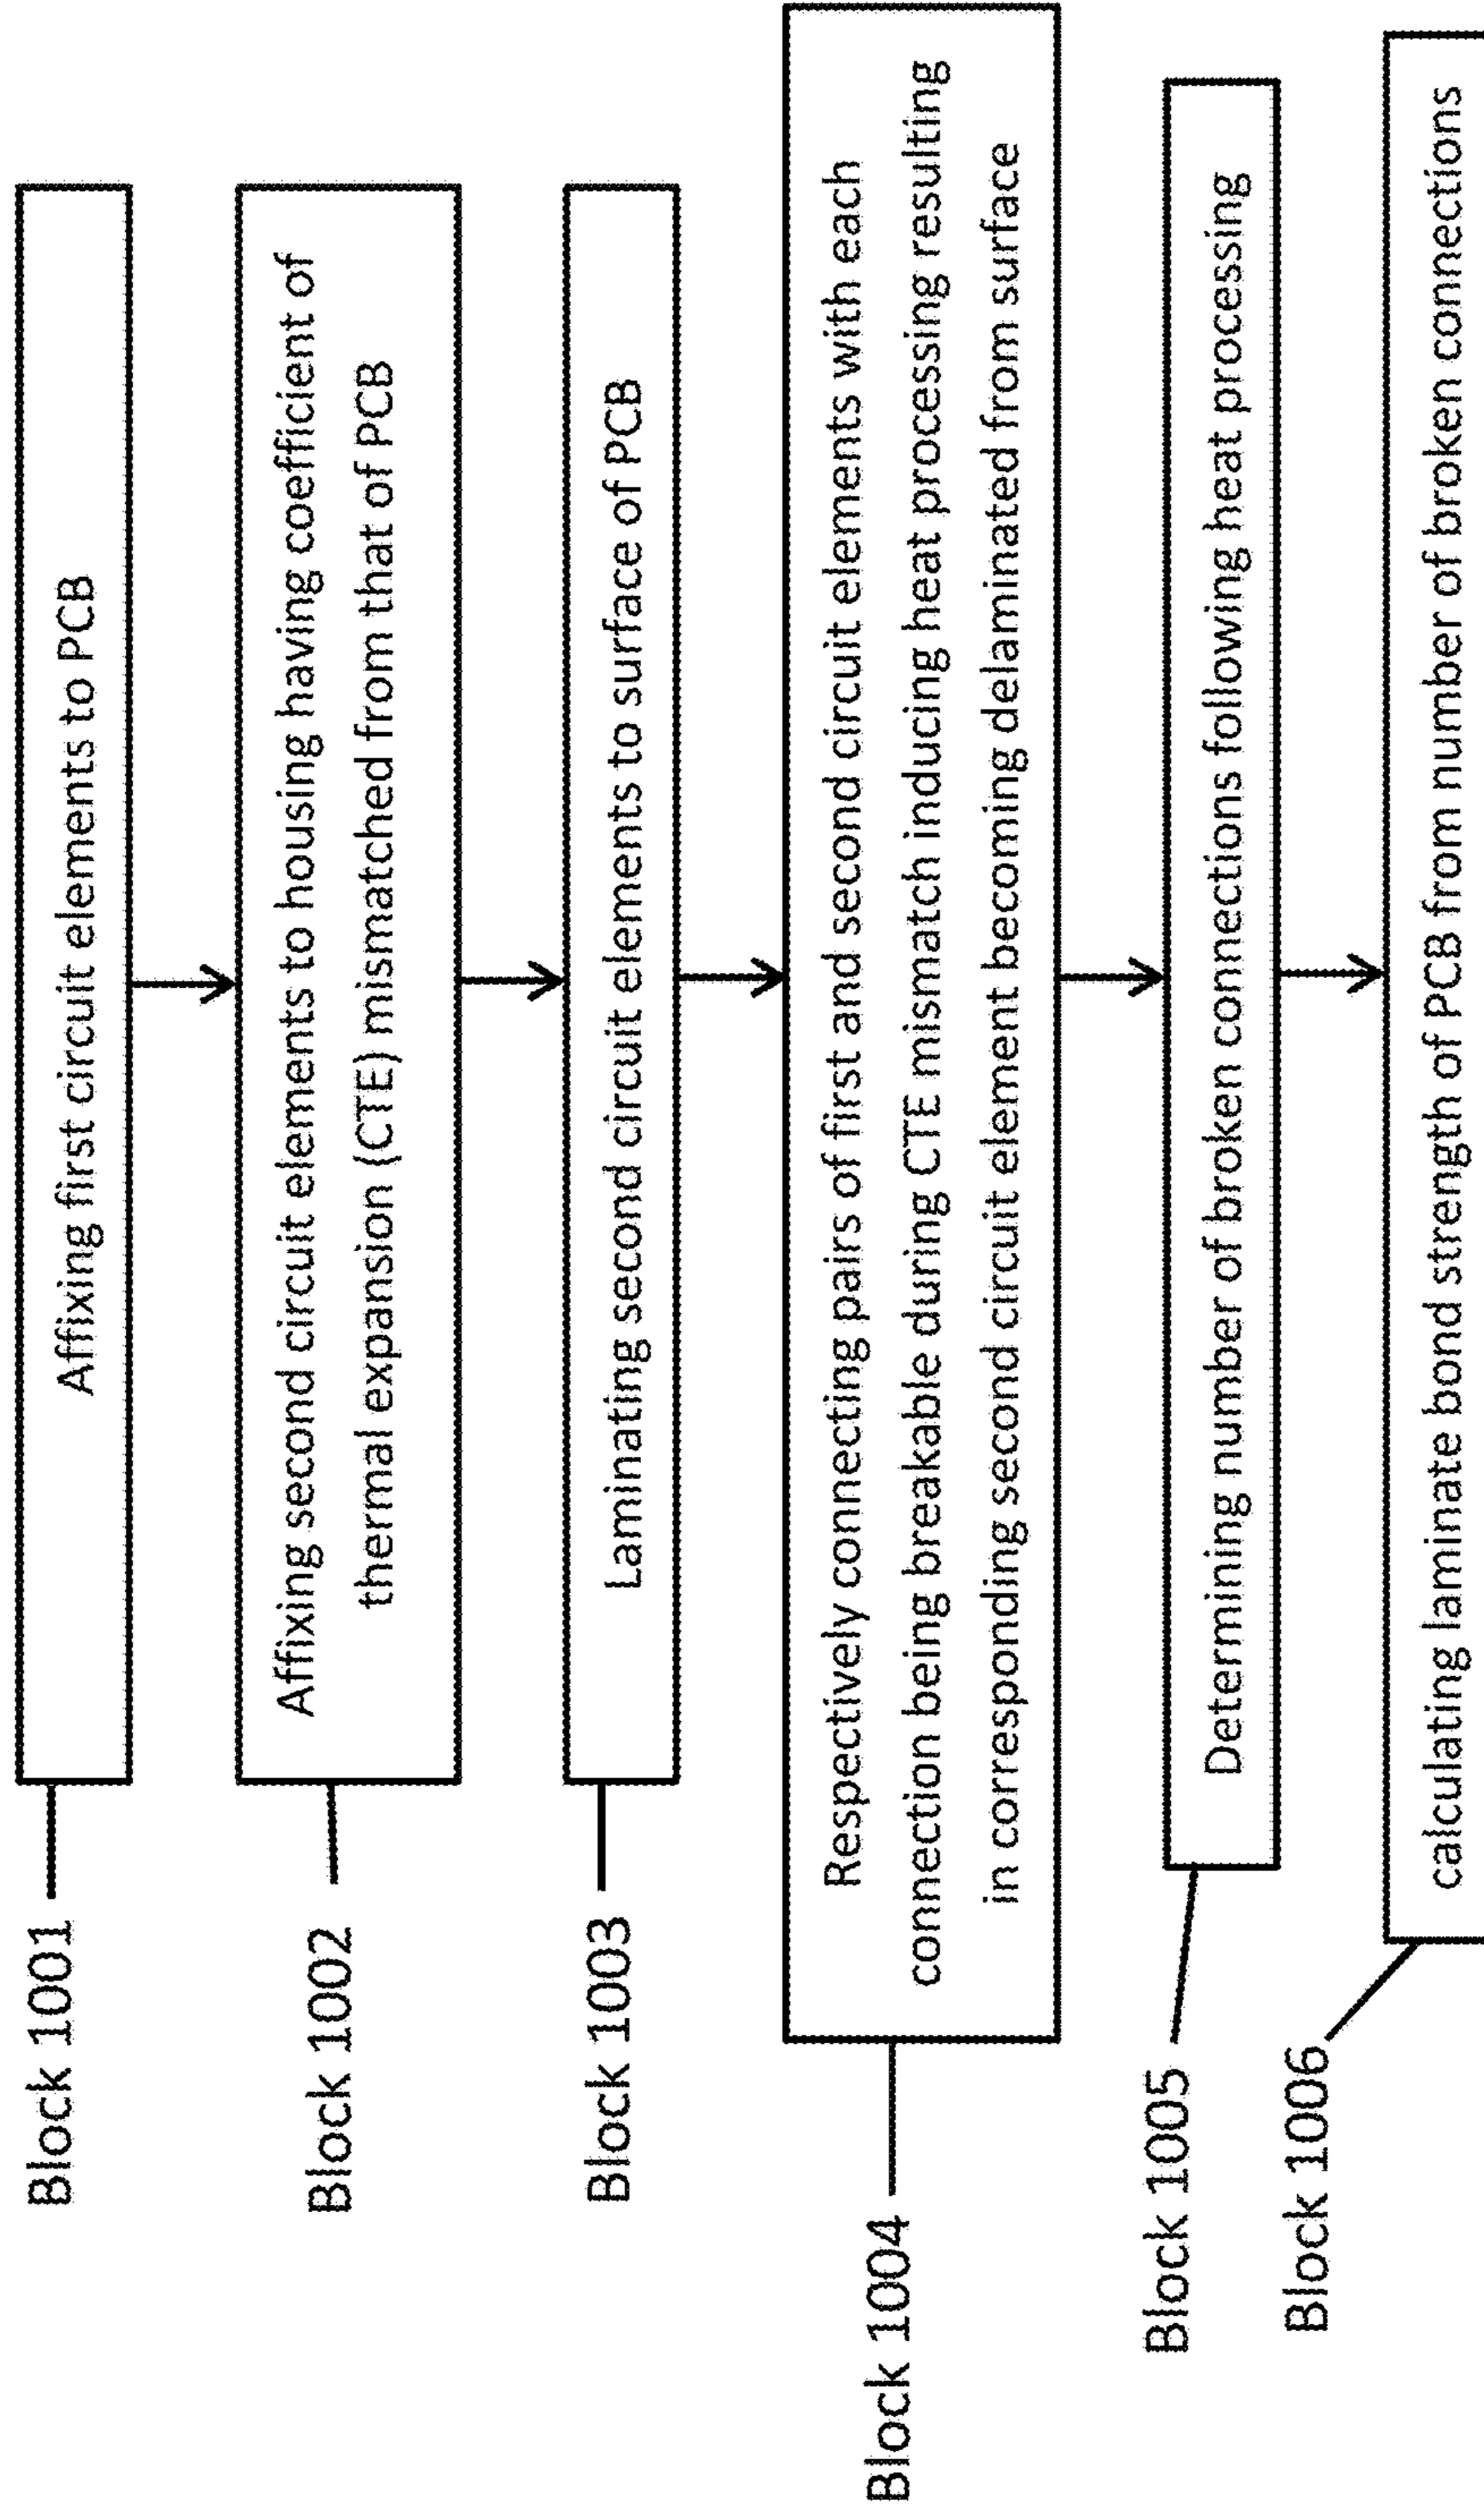 Block 1001
Affixing first circuit elements to PCB
Block 1002
Affixing second circuit elements to housing having coefficient of
thermal expansion (CTE) mismatched from that of PCB
Block 1003
Laminating second circuit elements to surface of PCB
Block 1004
Respectively connecting pairs of first and second circuit elements with each
connection being breakable during CTE mismatch inducing heat processing resulting
in corresponding second circuit element becoming delaminated from surface
Block 1005
Determining number of broken connections following heat processing
Block 1006
calculating laminate bond strength of PCB from number of broken connections